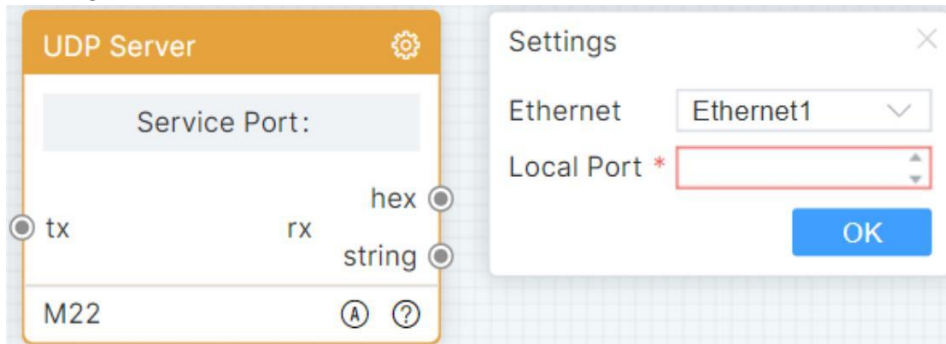 UDP Server
Service Port:
hex
tx
rx
string
M22
A ?
Settings
Ethernet
Ethernet1
Local Port *
OK